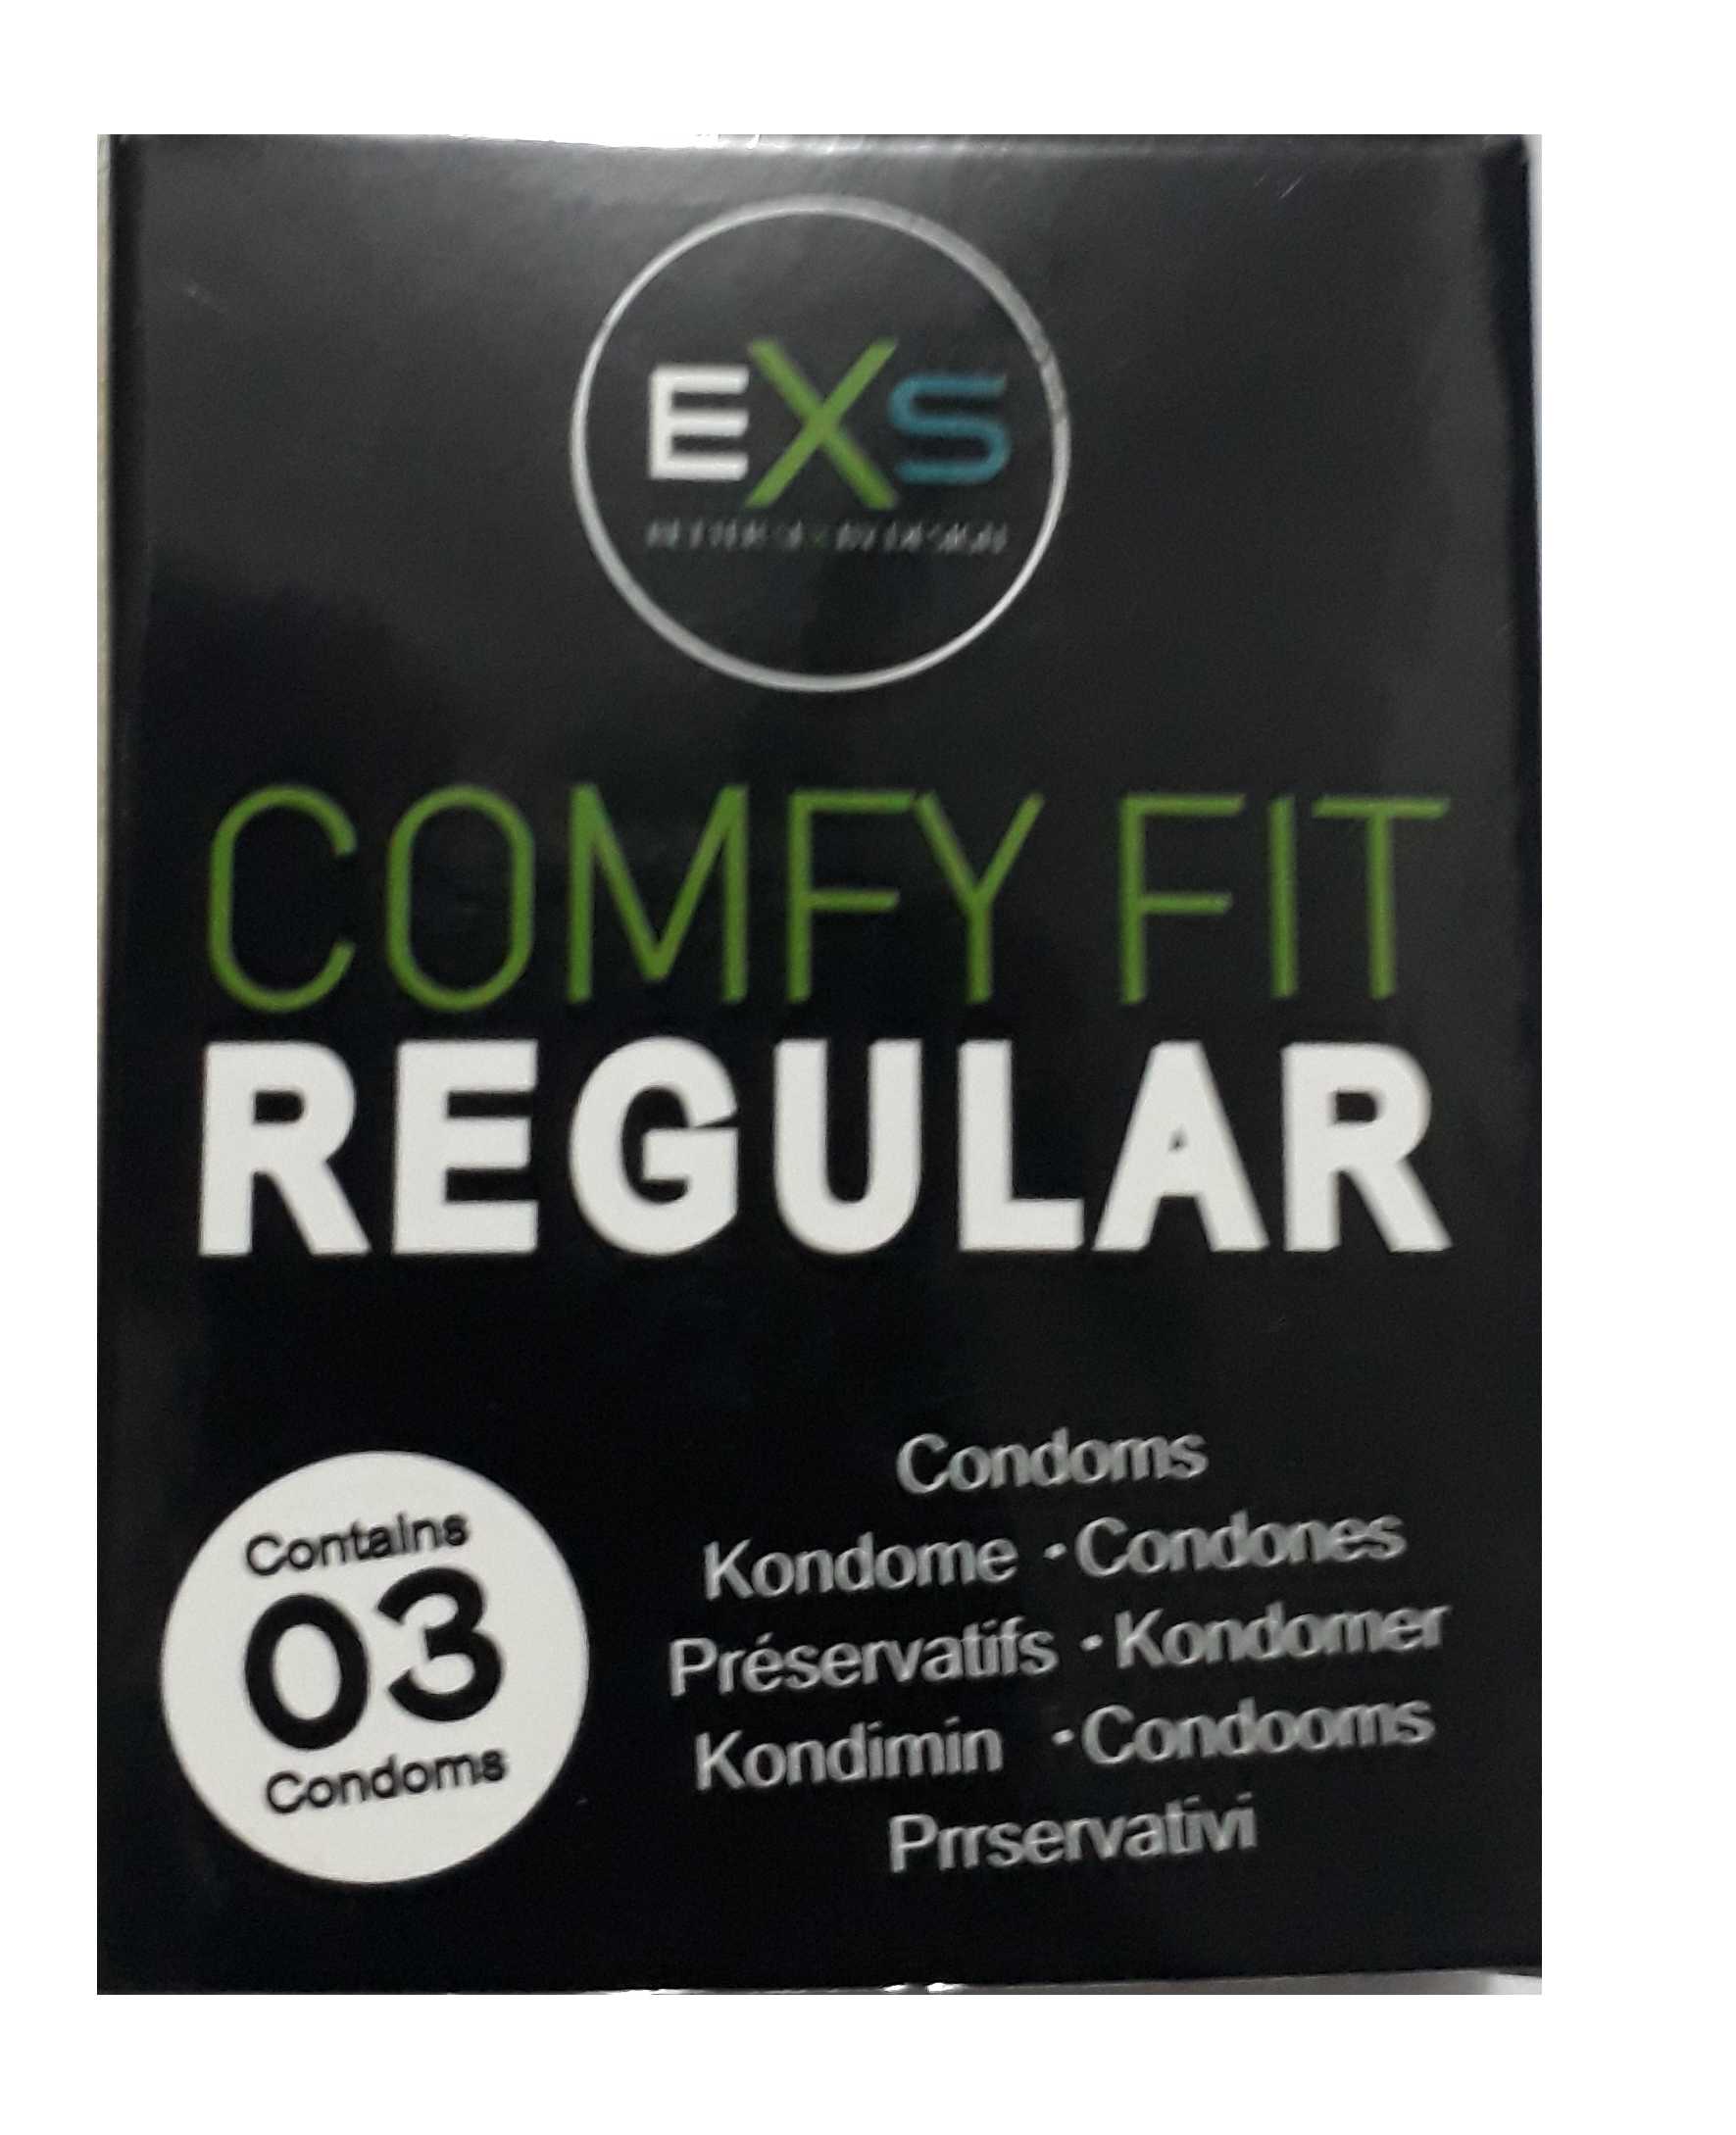 EXS
COMFY FIT
REGULAR
Contains
03
Condoms
Condoms
Kondome · Condones
Préservatifs · Kondomer
Kondimin · Condooms
Prrservativi